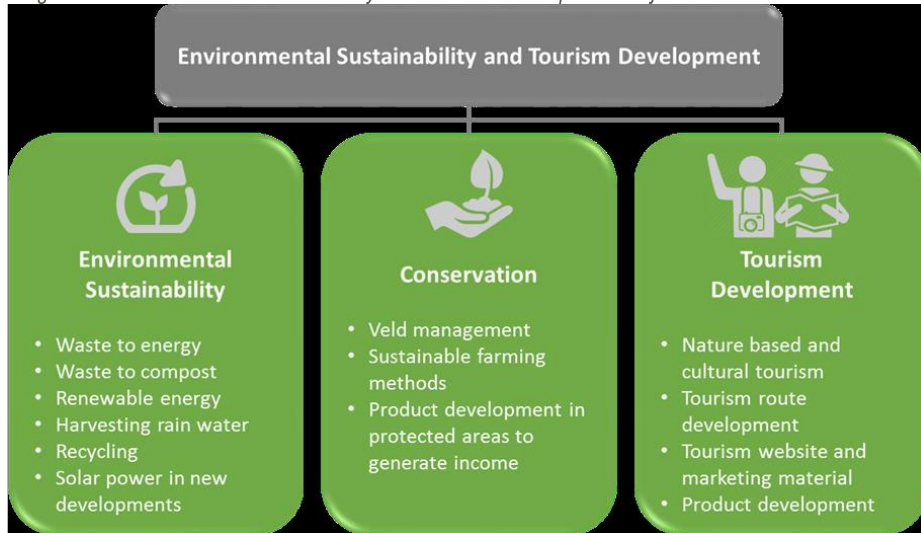 Environmental Sustainability and Tourism Development
Environmental
Sustainability
• Waste to energy
• Waste to compost
• Renewable energy
• Harvesting rain water
• Recycling
• Solar power in new
developments
Conservation
• Veld management
• Sustainable farming
methods
• Product development in
protected areas to
generate income
Tourism
Development
• Nature based and
cultural tourism
• Tourism route
development
• Tourism website and
marketing material
• Product development